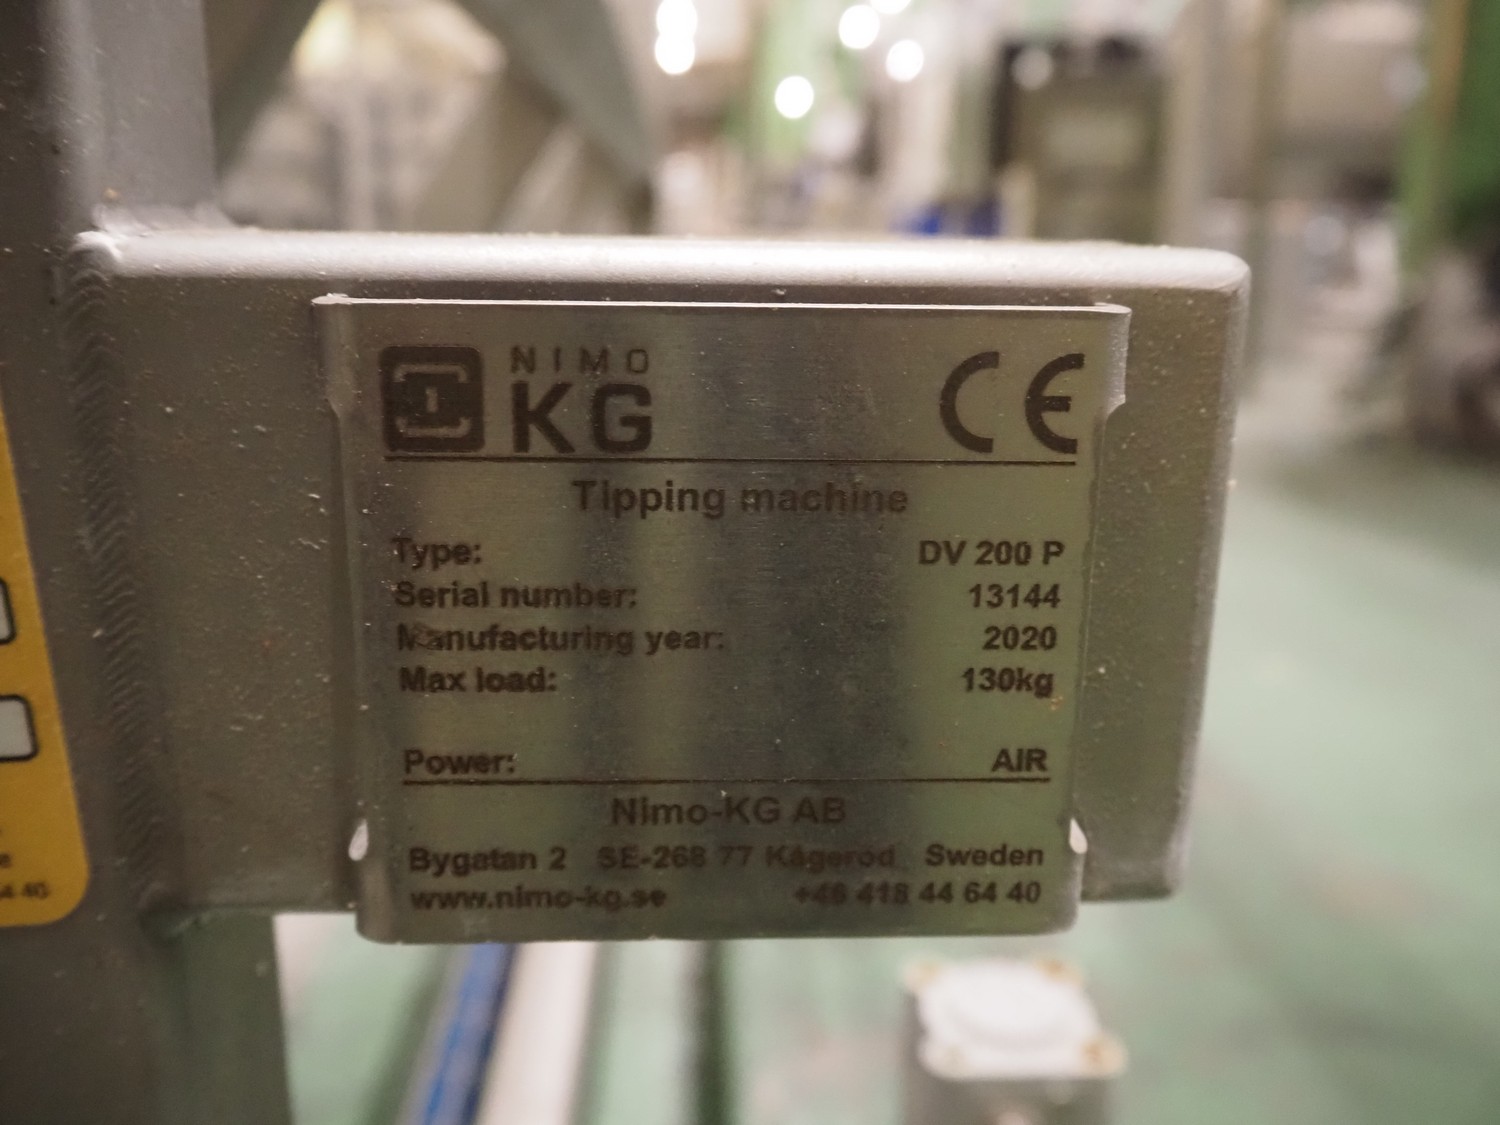 NIMO
KG
CE
Tipping machine
Type: DV 200 P
Serial number: 13144
Manufacturing year: 2020
Max load: 130kg
Power: AIR
Nimo-KG AB
Bygatan 2 SE-268 77 Kågeröd Sweden
www.nimo-kg.se +46 418 44 64 40